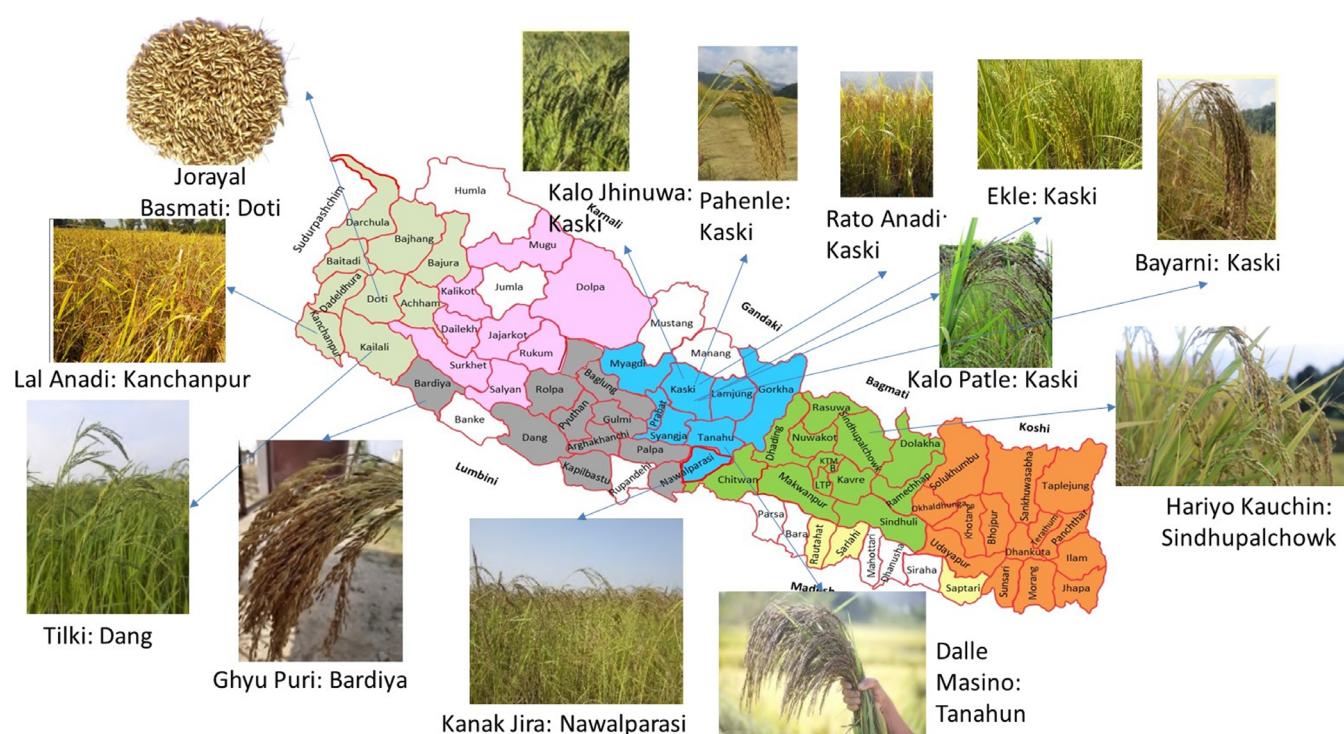 Jorayal
Basmati: Doti
Kalo Jhinuwa:
Kaski
Pahenle:
Kaski
Rato Anadi:
Kaski
Ekle: Kaski
Bayarni: Kaski
Lal Anadi: Kanchanpur
Kalo Patle: Kaski
Hariyo Kauchin:
Sindhupalchowk
Tilki: Dang
Ghyu Puri: Bardiya
Kanak Jira: Nawalparasi
Dalle
Masino:
Tanahun
Sudurpashchim
Karnali
Gandaki
Bagmati
Koshi
Lumbini
Madesh
Humla
Darchula
Bajhang
Baitadi
Bajura
Dadeldhura
Doti
Achham
Kanchanpur
Kailali
Mugu
Kalikot
Jumla
Dolpa
Dailekh
Jajarkot
Surkhet
Rukum
Salyan
Bardiya
Banke
Rolpa
Dang
Pyuthan
Baglung
Gulmi
Arghakhanchi
Palpa
Kapilbastu
Rupandehi
Nawalparasi
Mustang
Manang
Myagdi
Kaski
Lamjung
Gorkha
Prabat
Syangja
Tanahu
Chitwan
Dhading
Rasuwa
Nuwakot
Sindhupalchowk
Dolakha
KTM
B
LTP
Kavre
Makwanpur
Ramechhap
Sindhuli
Parsa
Bara
Rautahat
Sarlahi
Mahottari
Dhanusha
Siraha
Saptari
Solukhumbu
Okhaldhunga
Khotang
Bhojpur
Sankhuwasabha
Taplejung
Terathum
Panchthar
Dhankuta
Udayapur
Sunsari
Morang
Ilam
Jhapa